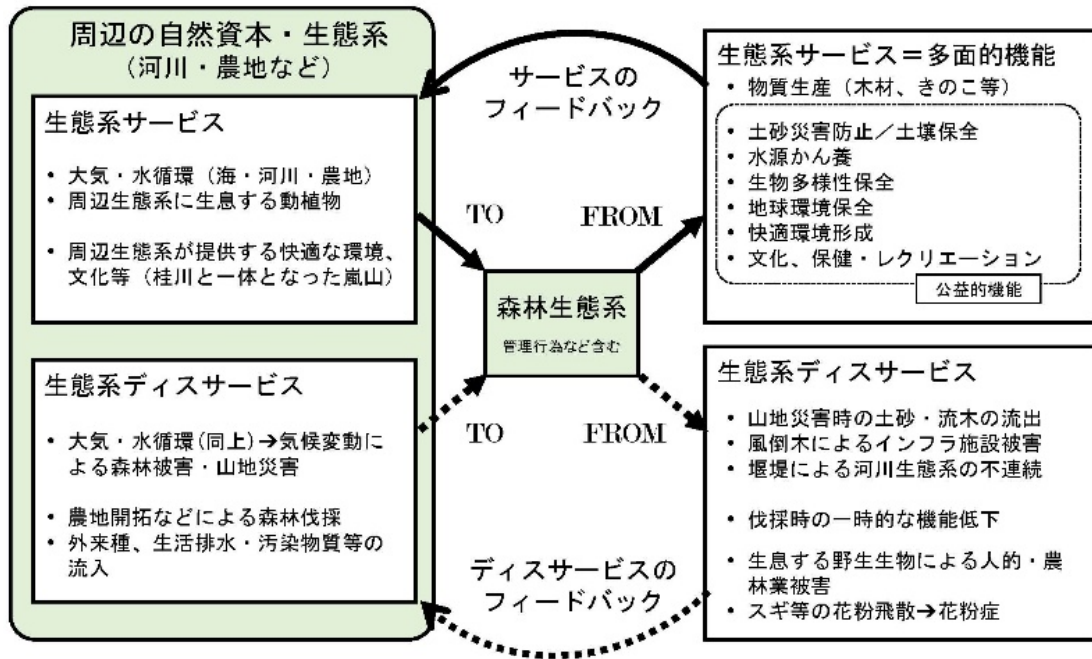 周辺の自然資本・生態系
（河川・農地など）
生態系サービス
• 大気・水循環（海・河川・農地）
• 周辺生態系に生息する動植物
• 周辺生態系が提供する快適な環境、
文化等（桂川と一体となった嵐山）
生態系ディスサービス
• 大気・水循環(同上)→気候変動に
よる森林被害・山地災害
• 農地開拓などによる森林伐採
• 外来種、生活排水・汚染物質等の
流入
サービスの
フィードバック
TO
FROM
森林生態系
管理行為など含む
TO
FROM
ディスサービスの
フィードバック
生態系サービス＝多面的機能
• 物質生産（木材、きのこ等）
• 土砂災害防止／土壌保全
• 水源かん養
• 生物多様性保全
• 地球環境保全
• 快適環境形成
• 文化、保健・レクリエーション
公益的機能
生態系ディスサービス
• 山地災害時の土砂・流木の流出
• 風倒木によるインフラ施設被害
• 堰堤による河川生態系の不連続
• 伐採時の一時的な機能低下
• 生息する野生生物による人的・農
林業被害
• スギ等の花粉飛散→花粉症